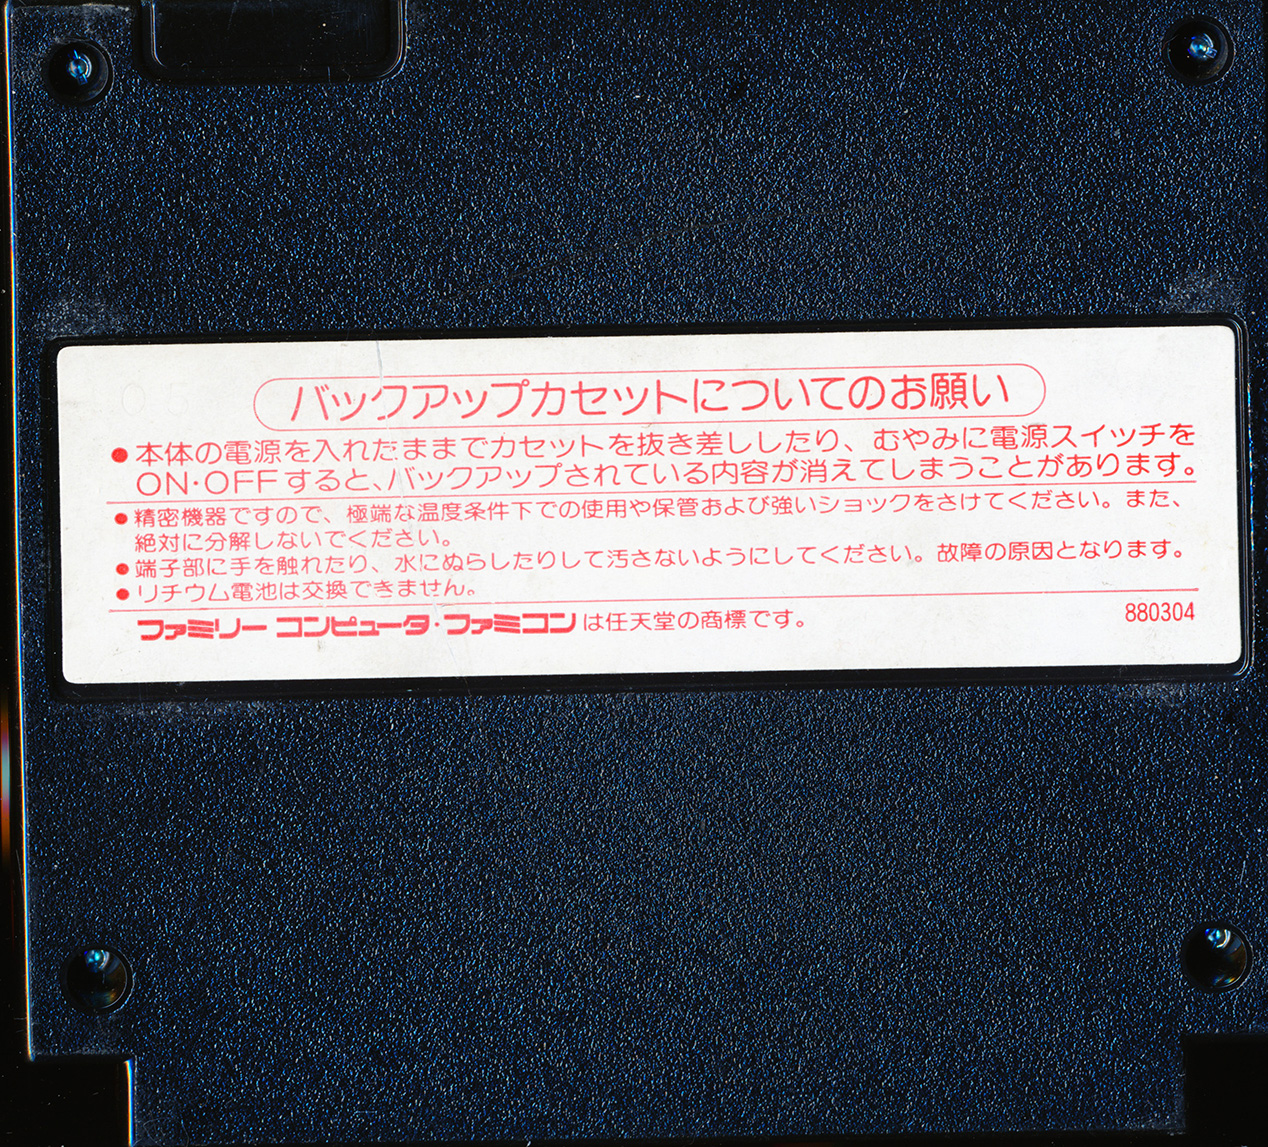 バックアップカセットについてのお願い
●本体の電源を入れたままでカセットを抜き差ししたり、むやみに電源スイッチを
ON・OFFすると、バックアップされている内容が消えてしまうことがあります。
●精密機器ですので、極端な温度条件下での使用や保管および強いショックをさけてください。また、
絶対に分解しないでください。
●端子部に手を触れたり、水にぬらしたりして汚さないようにしてください。故障の原因となります。
●リチウム電池は交換できません。
ファミリー コンピュータ・ファミコンは任天堂の商標です。 880304